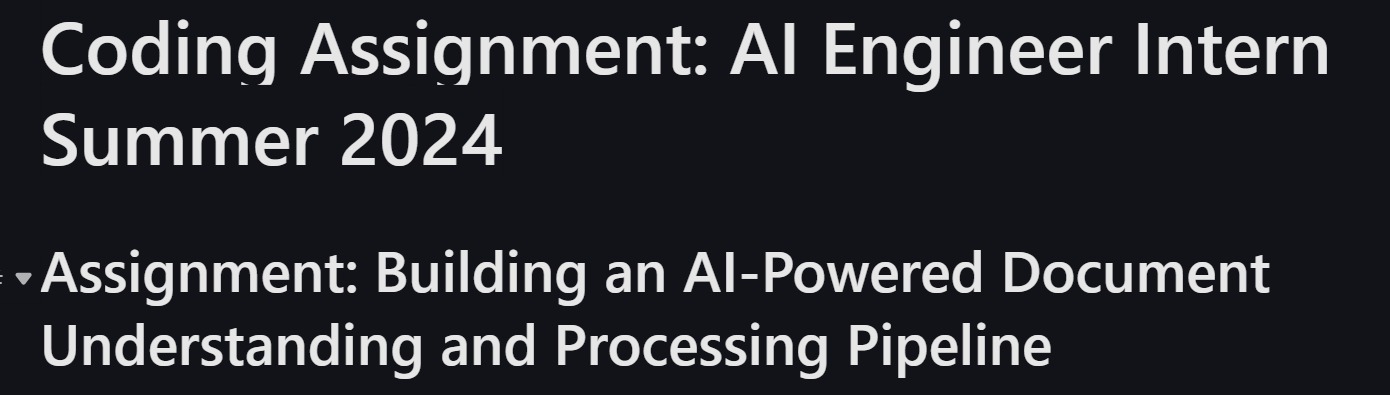 Coding Assignment: AI Engineer Intern
Summer 2024
Assignment: Building an AI-Powered Document
Understanding and Processing Pipeline